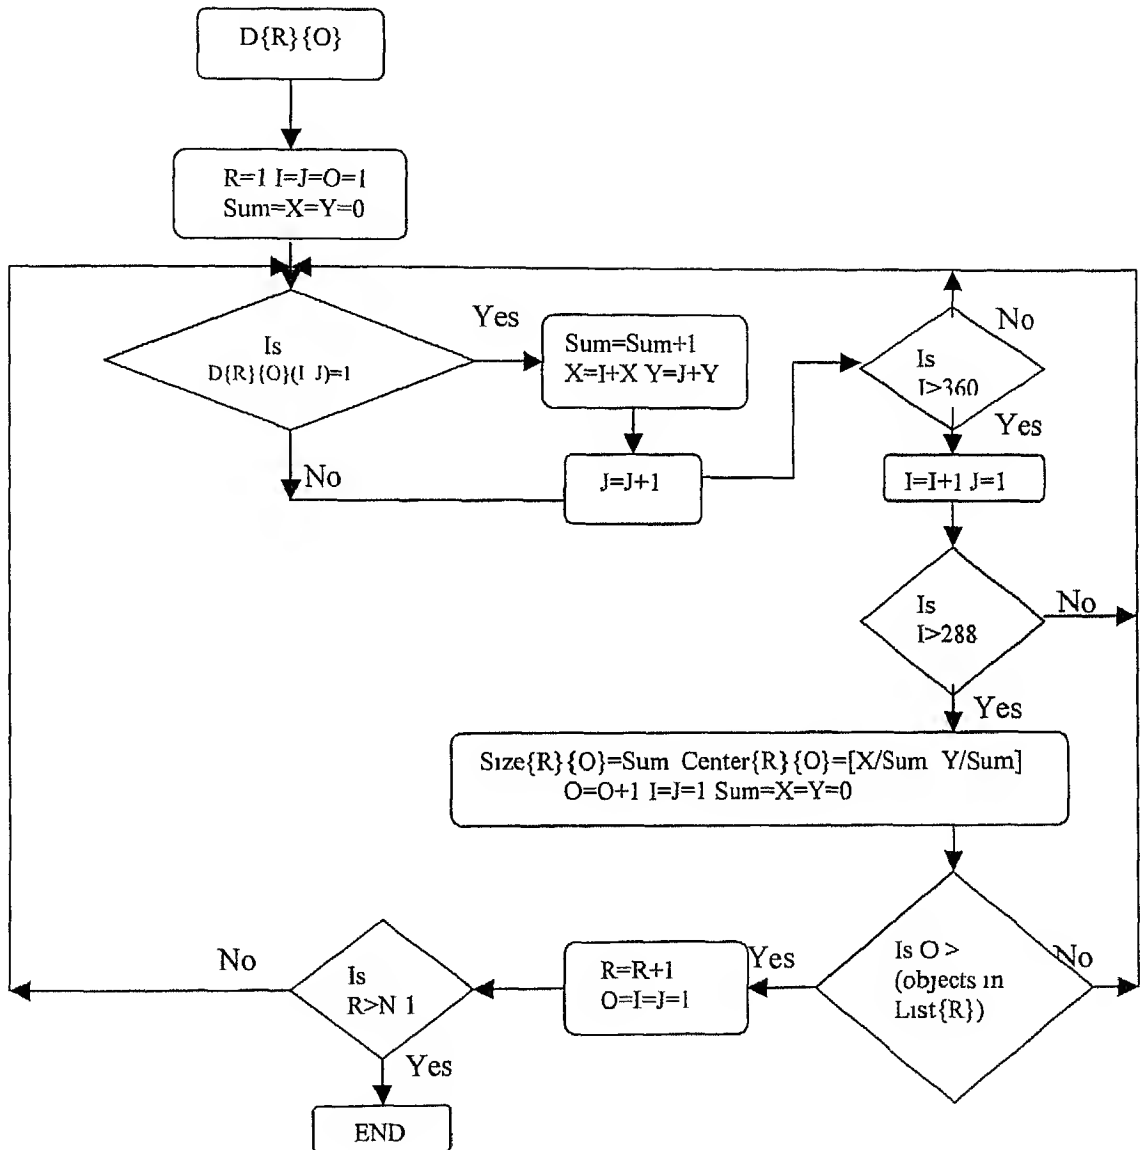 D{R}{O}
R=1 I=J=O=1
Sum=X=Y=0
Is
D{R}{O}(I J)=1
Yes
Sum=Sum+1
X=I+X Y=J+Y
No
J=J+1
Is
I>360
No
Yes
I=I+1 J=1
Is
I>288
No
Yes
Size{R}{O}=Sum Center{R}{O}=[X/Sum Y/Sum]
O=O+1 I=J=1 Sum=X=Y=0
Is O >
(objects in
List{R})
No
Yes
R=R+1
O=I=J=1
Is
R>N 1
No
Yes
END